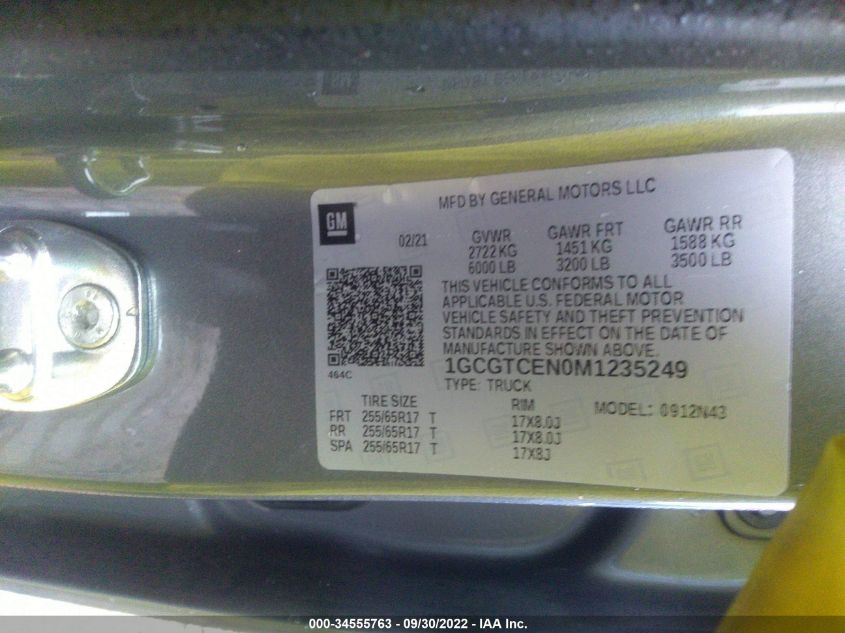 MFD BY GENERAL MOTORS LLC
GM
02/21
GVWR GAWR FRT GAWR RR
2722 KG 1451 KG 1588 KG
6000 LB 3200 LB 3500 LB
THIS VEHICLE CONFORMS TO ALL
APPLICABLE U.S. FEDERAL MOTOR
VEHICLE SAFETY AND THEFT PREVENTION
STANDARDS IN EFFECT ON THE DATE OF
MANUFACTURE SHOWN ABOVE.
464C
1GCGTCEN0M1235249
TYPE: TRUCK
TIRE SIZE RIM MODEL: 0912N43
FRT 255/65R17 T 17X8.0J
RR 255/65R17 T 17X8.0J
SPA 255/65R17 T 17X8J
000-34555763 - 09/30/2022 - IAA Inc.